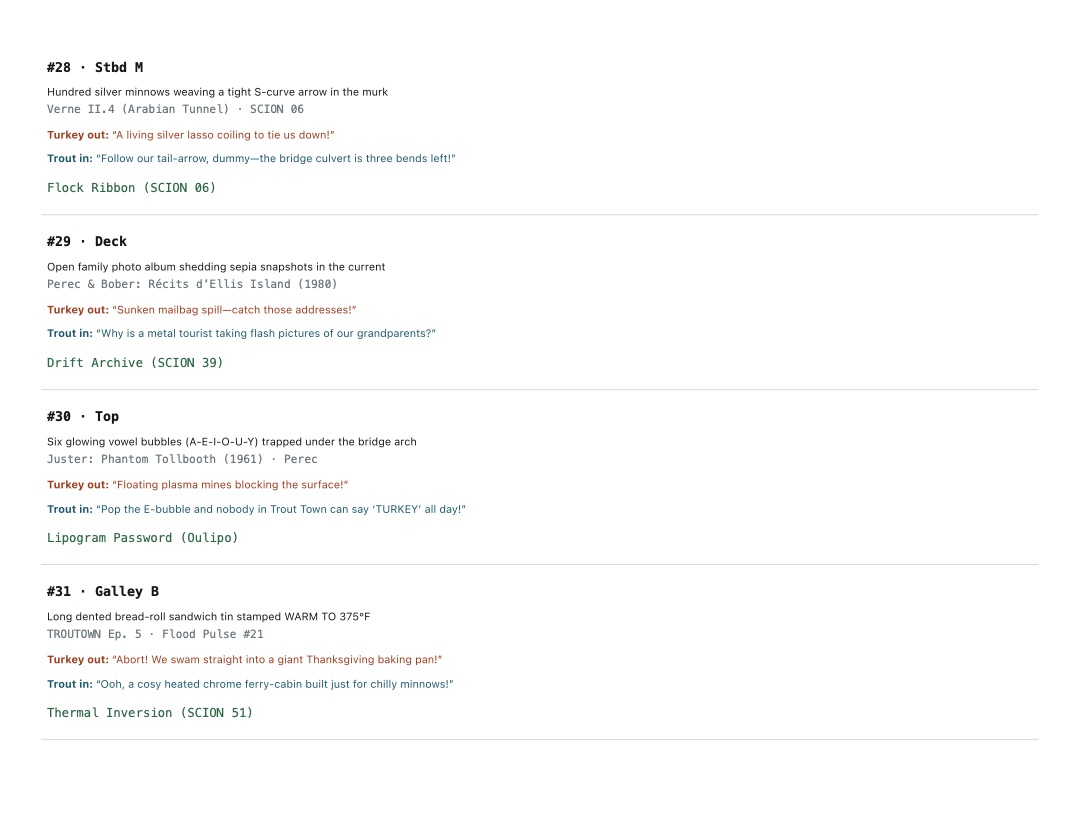 #28 · Stbd M
Hundred silver minnows weaving a tight S-curve arrow in the murk
Verne II.4 (Arabian Tunnel) · SCION 06
Turkey out: “A living silver lasso coiling to tie us down!”
Trout in: “Follow our tail-arrow, dummy—the bridge culvert is three bends left!”
Flock Ribbon (SCION 06)
#29 · Deck
Open family photo album shedding sepia snapshots in the current
Perec & Bober: Récits d’Ellis Island (1980)
Turkey out: “Sunken mailbag spill—catch those addresses!”
Trout in: “Why is a metal tourist taking flash pictures of our grandparents?”
Drift Archive (SCION 39)
#30 · Top
Six glowing vowel bubbles (A-E-I-O-U-Y) trapped under the bridge arch
Juster: Phantom Tollbooth (1961) · Perec
Turkey out: “Floating plasma mines blocking the surface!”
Trout in: “Pop the E-bubble and nobody in Trout Town can say ‘TURKEY’ all day!”
Lipogram Password (Oulipo)
#31 · Galley B
Long dented bread-roll sandwich tin stamped WARM TO 375°F
TROUTOWN Ep. 5 · Flood Pulse #21
Turkey out: “Abort! We swam straight into a giant Thanksgiving baking pan!”
Trout in: “Ooh, a cosy heated chrome ferry-cabin built just for chilly minnows!”
Thermal Inversion (SCION 51)